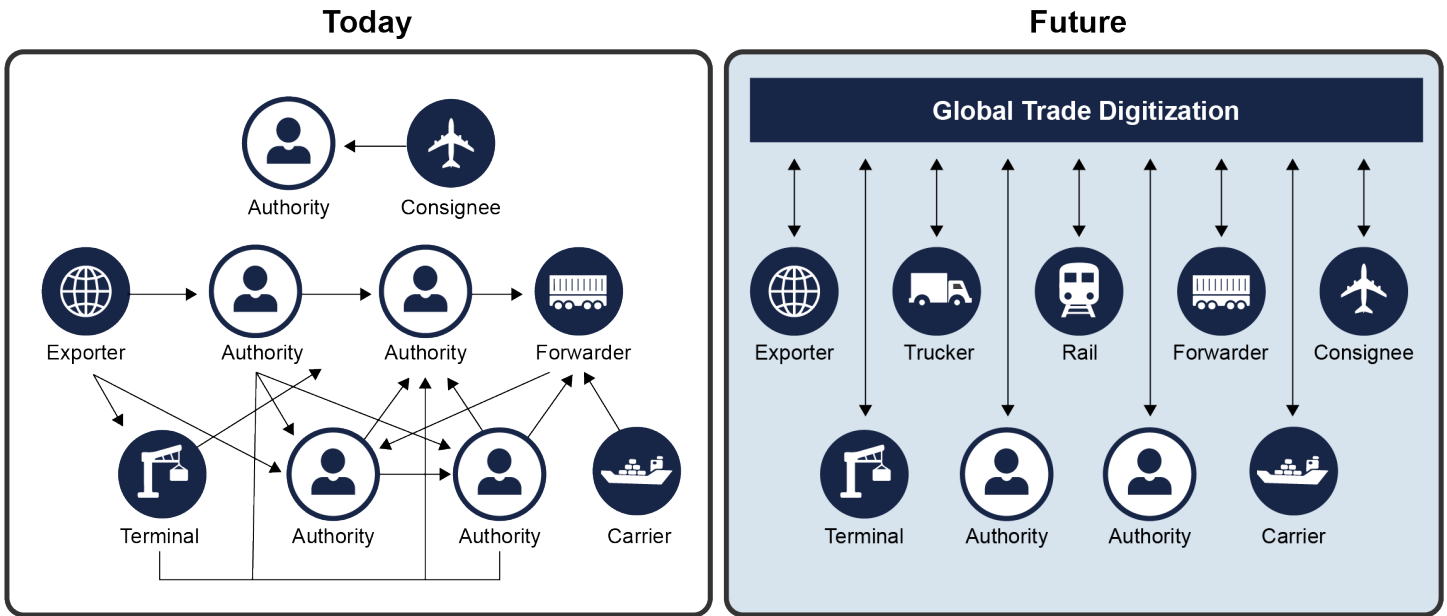 Today
Authority
Consignee
Exporter
Authority
Authority
Forwarder
Terminal
Authority
Authority
Carrier
Future
Global Trade Digitization
Exporter
Trucker
Rail
Forwarder
Consignee
Terminal
Authority
Authority
Carrier